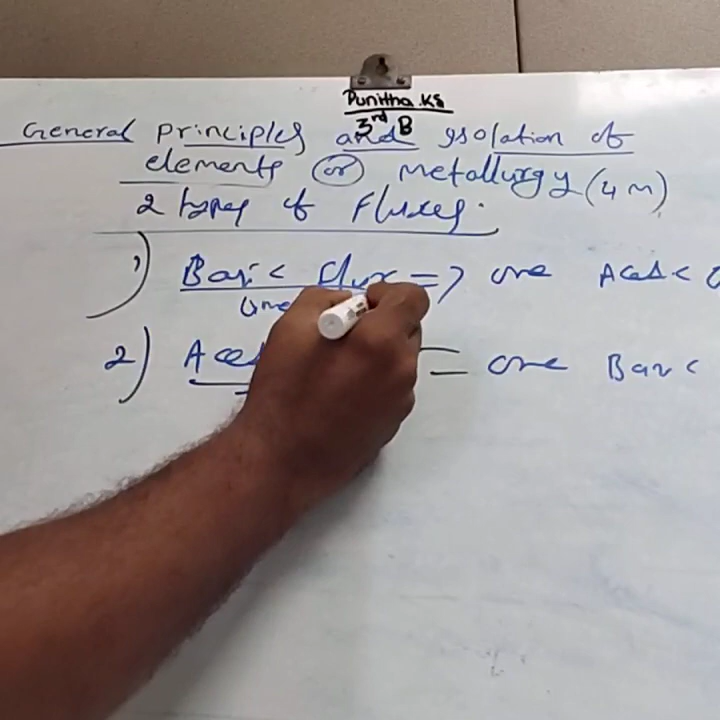 Punitha.KS
3rd B
General principles and isolation of
elements (or) metallurgy (4 m)
2 types of Fluxes.
1) Basic Flux => ore
2) = ore Basic